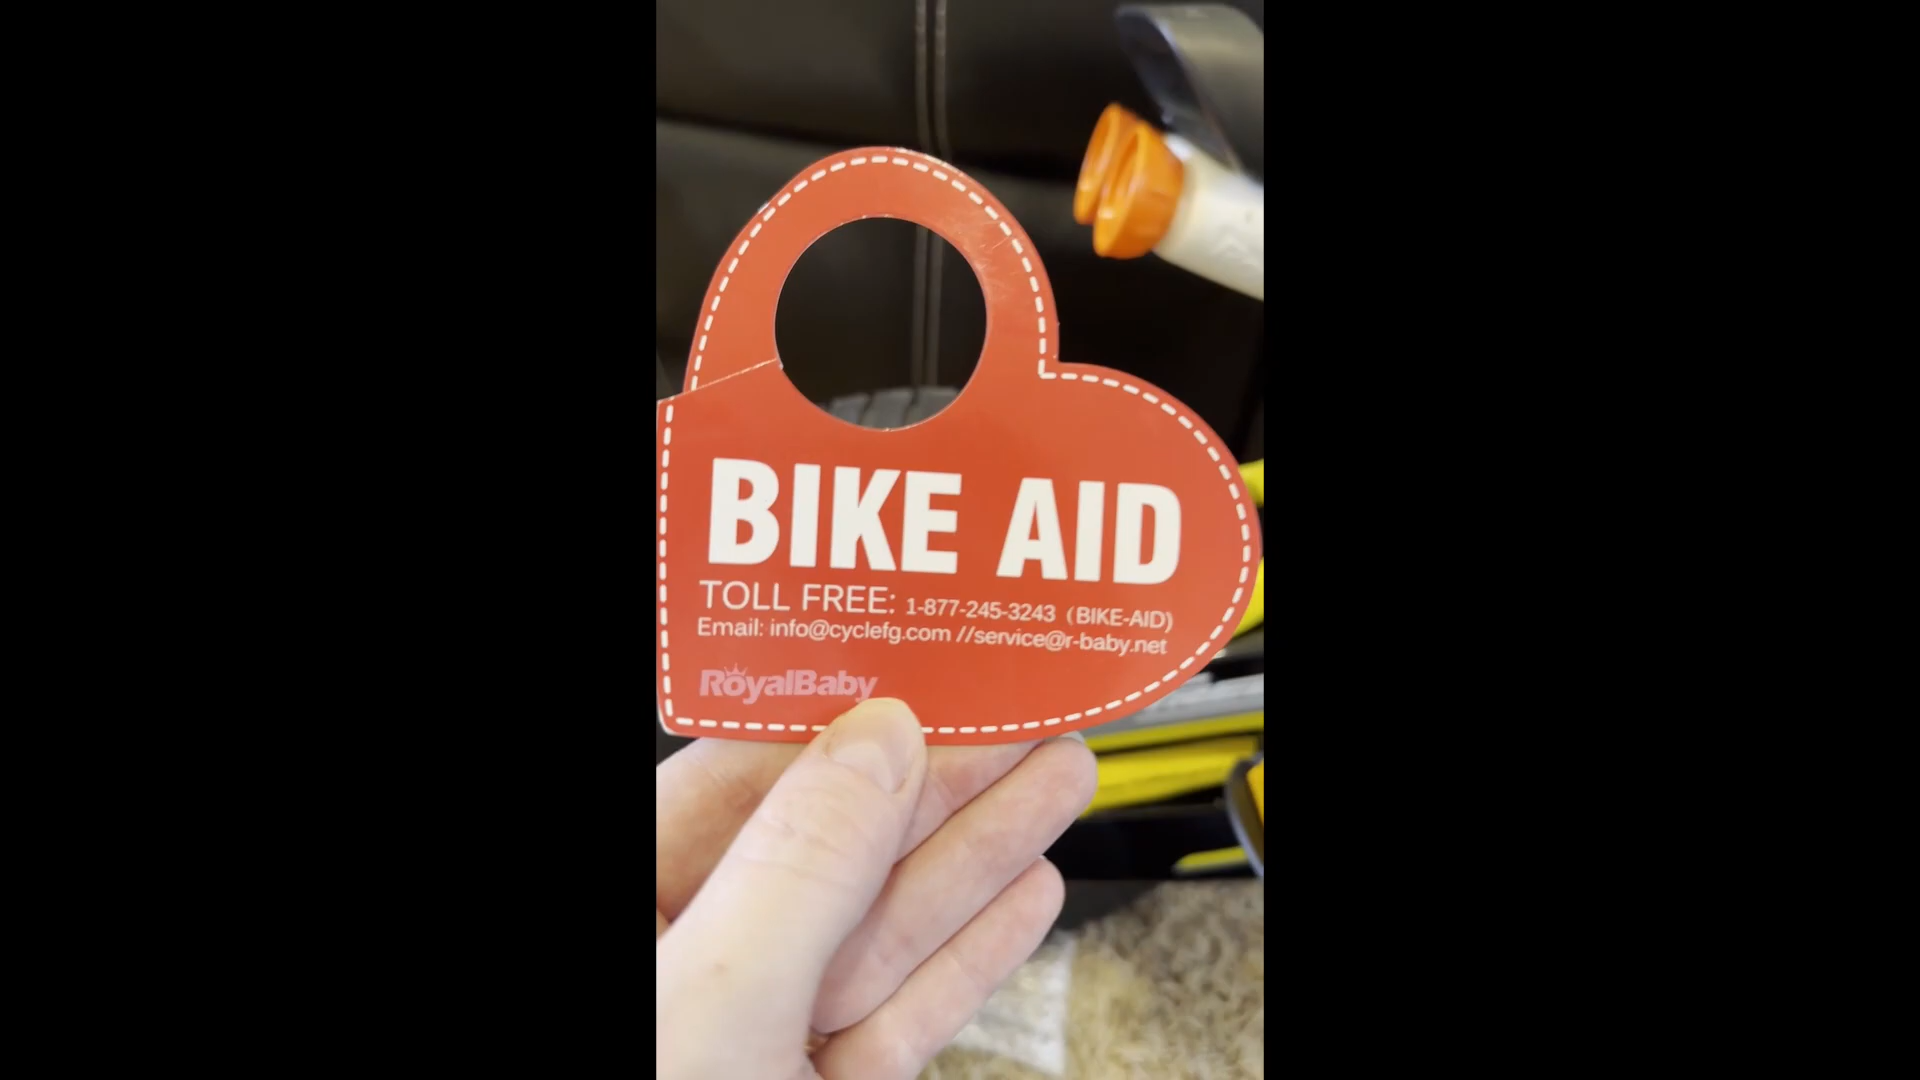 BIKE AID
TOLL FREE: 1-877-245-3243 (BIKE-AID)
Email: info@cyclefg.com //service@r-baby.net
RoyalBaby